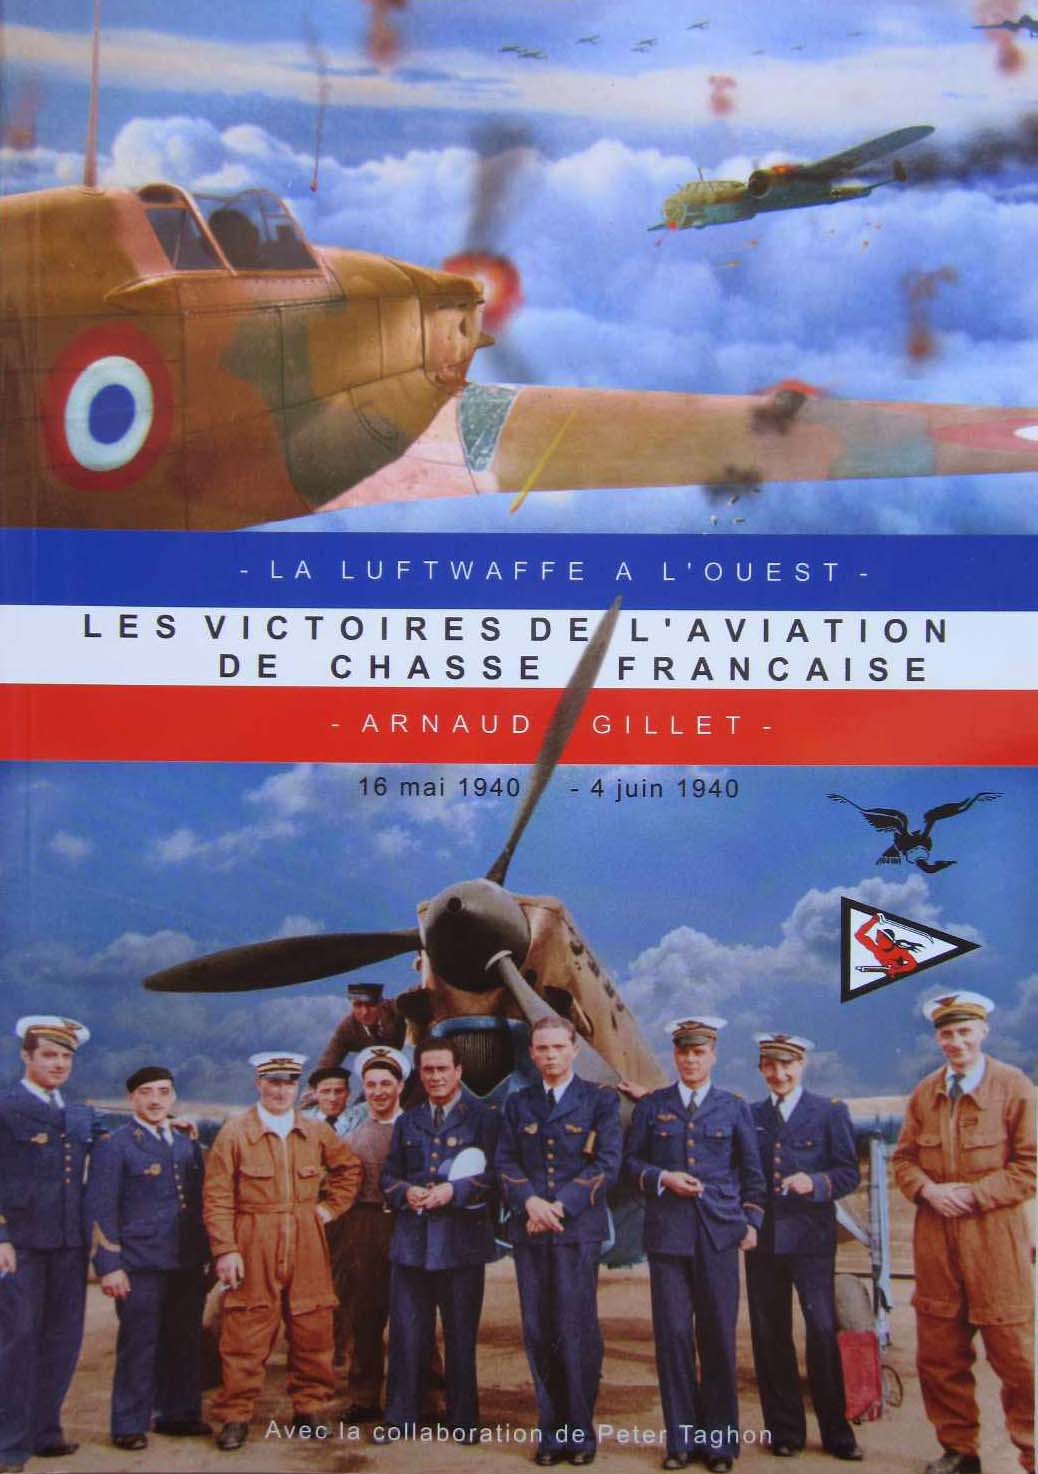 - LA LUFTWAFFE A L'OUEST -
LES VICTOIRES DE L'AVIATION
DE CHASSE FRANCAISE
- ARNAUD GILLET -
16 mai 1940 - 4 juin 1940
Avec la collaboration de Peter Taghon